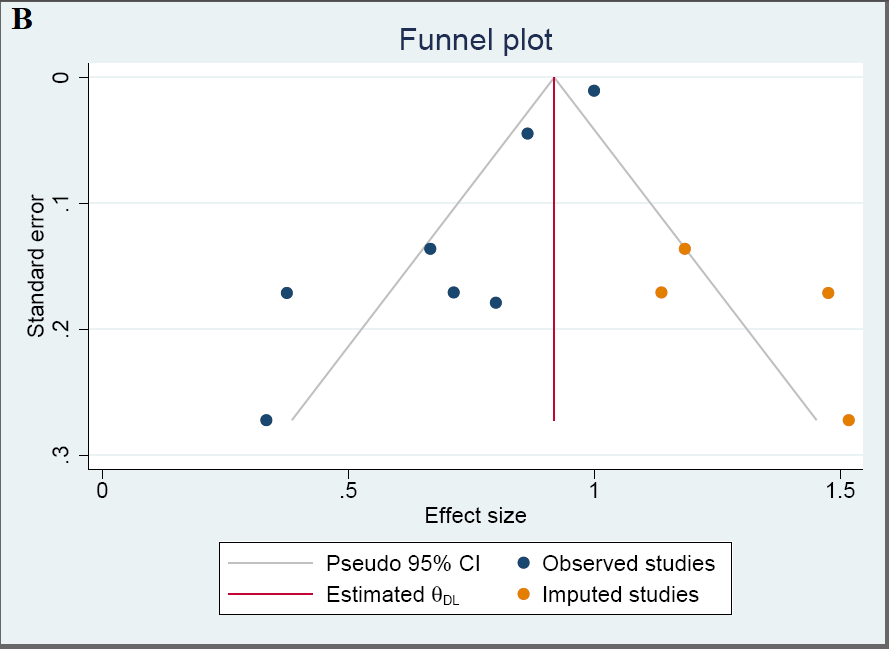 B
Funnel plot
0
.1
.2
.3
Standard error
0
.5
1
1.5
Effect size
Pseudo 95% CI
Observed studies
Estimated θDL
Imputed studies